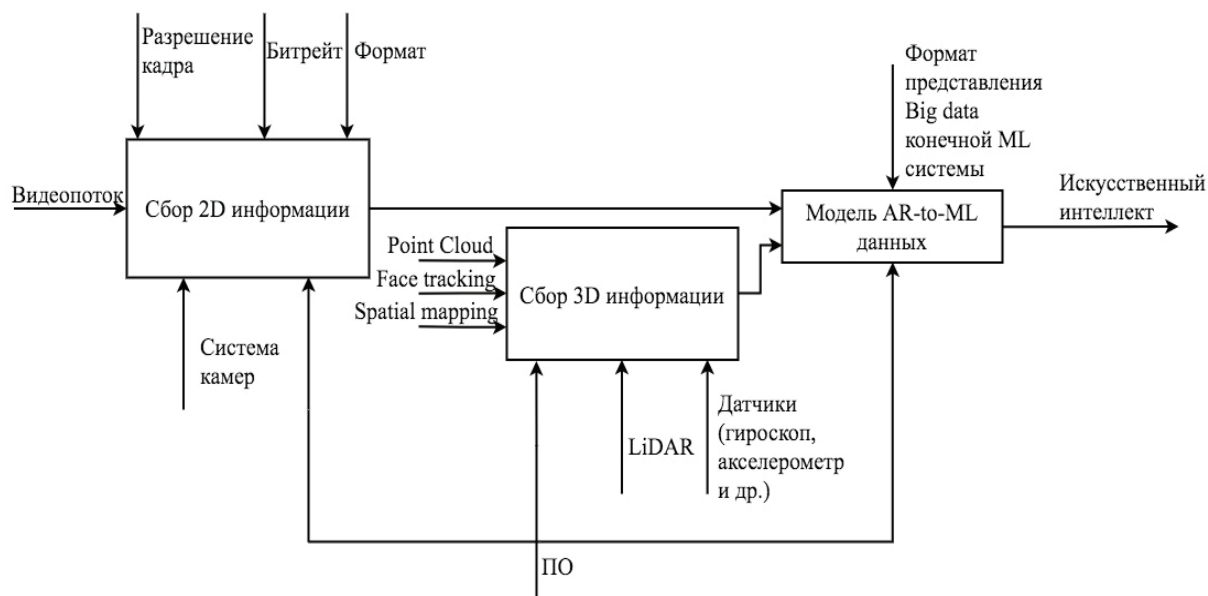 Разрешение
кадра
Битрейт
Формат
Формат
представления
Big data
конечной ML
системы
Видеопоток
Сбор 2D информации
Модель AR-to-ML
данных
Искусственный
интеллект
Point Cloud
Face tracking
Spatial mapping
Сбор 3D информации
Система
камер
LiDAR
Датчики
(гироскоп,
акселерометр
и др.)
ПО